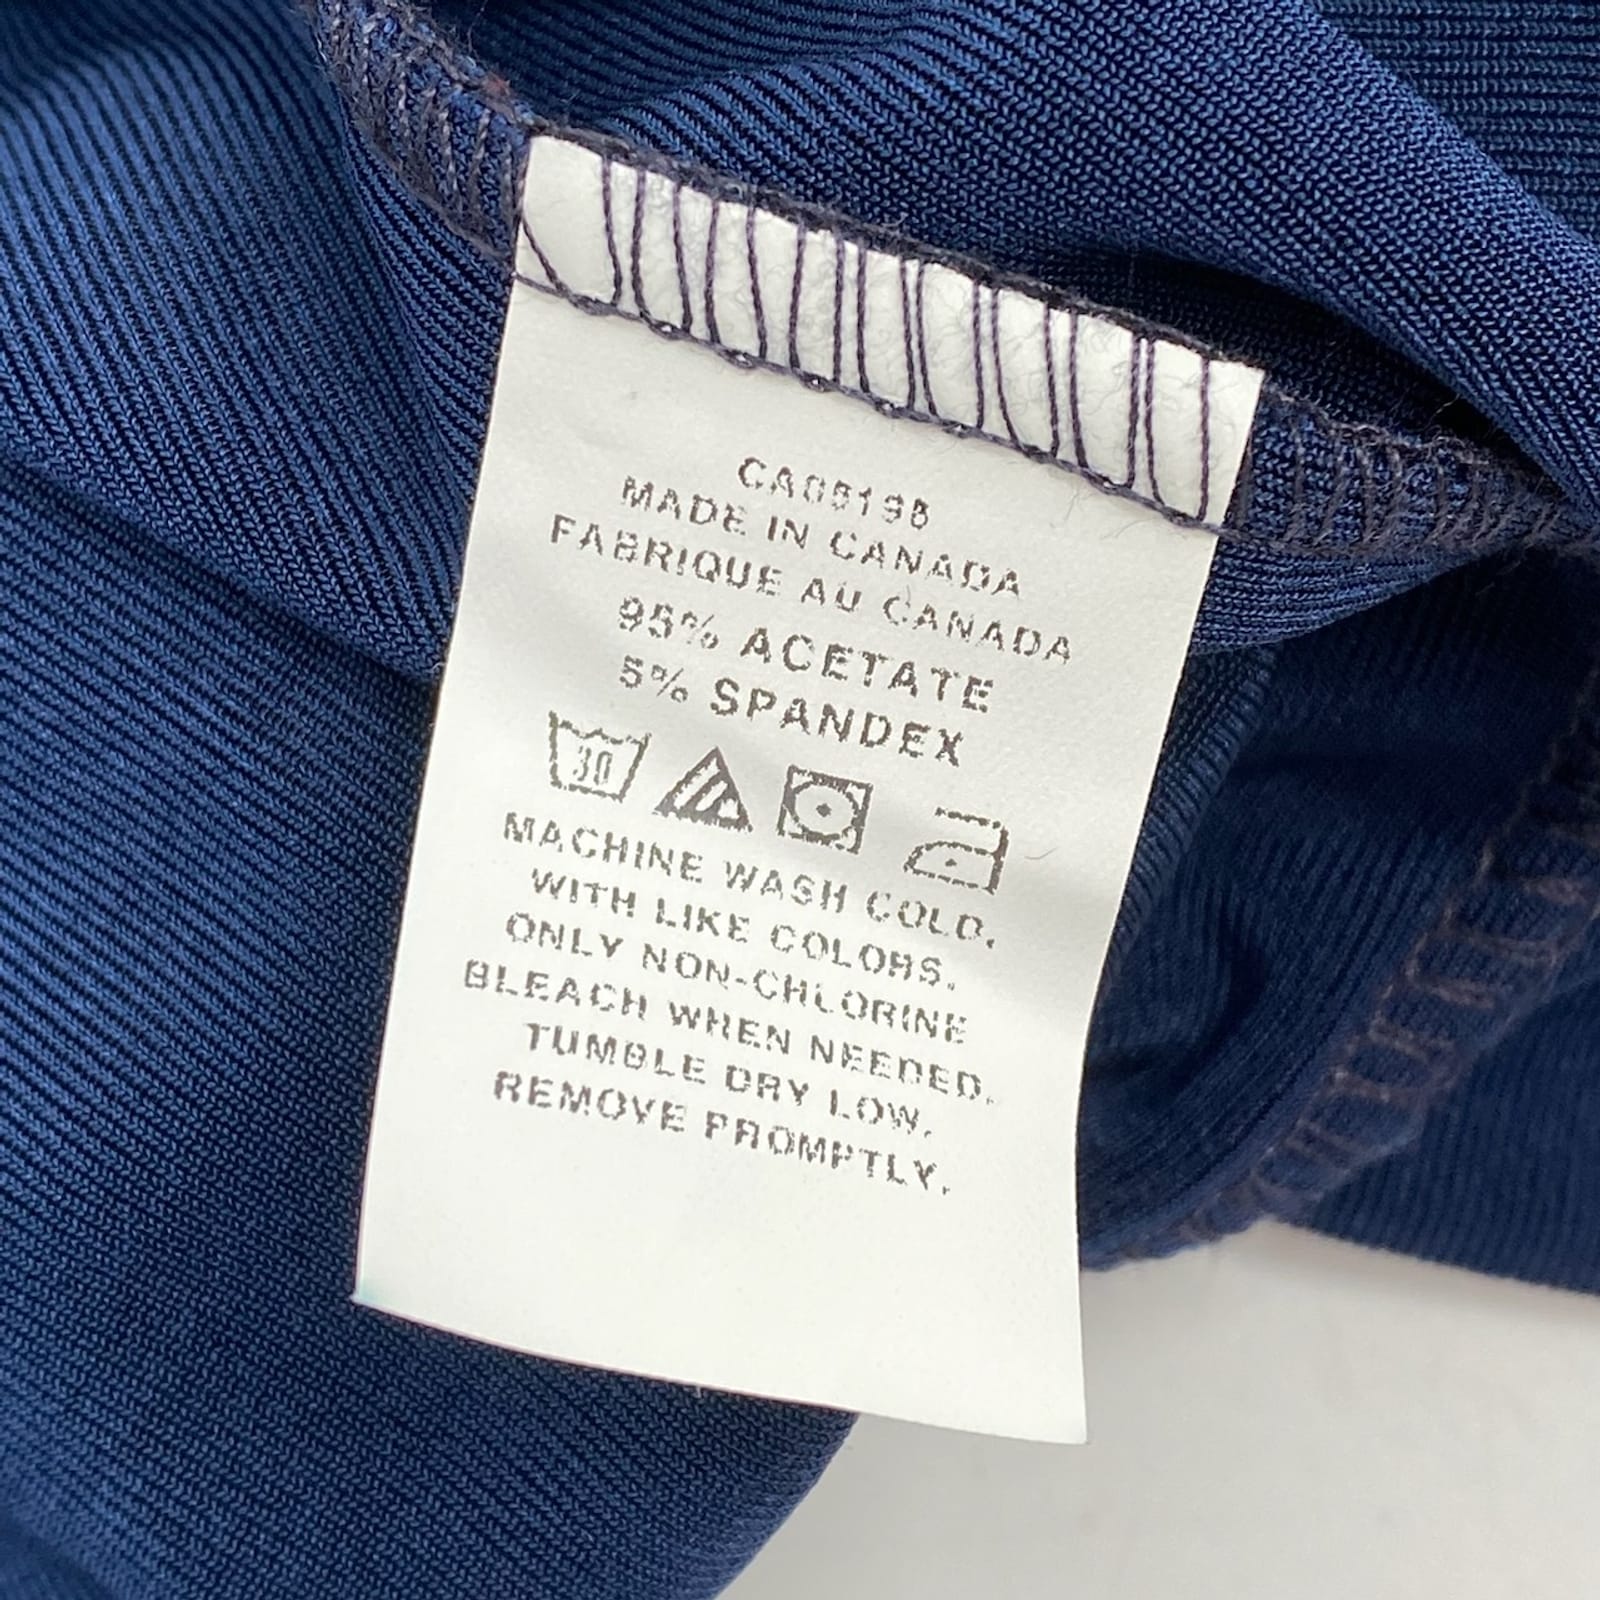 CA08198
MADE IN CANADA
FABRIQUE AU CANADA
95% ACETATE
5% SPANDEX
30
MACHINE WASH COLD.
WITH LIKE COLORS.
ONLY NON-CHLORINE
BLEACH WHEN NEEDED.
TUMBLE DRY LOW.
REMOVE PROMPTLY.